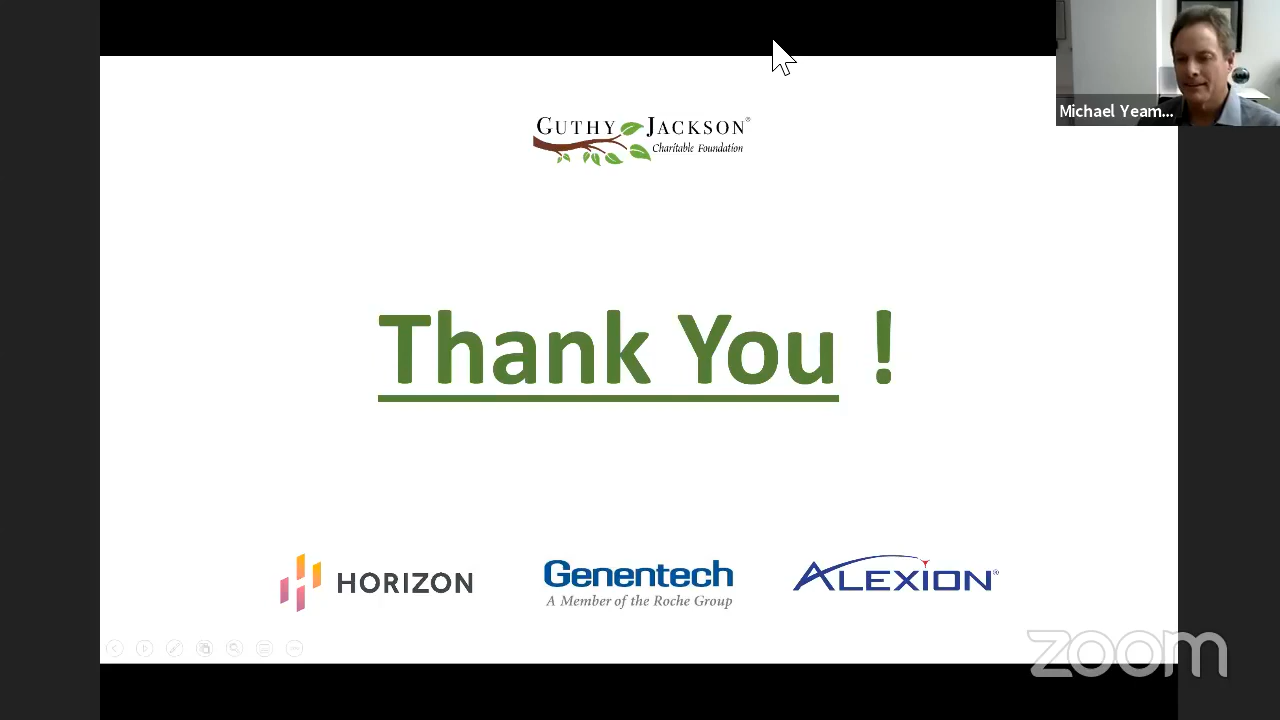 GUTHY JACKSON®
Charitable Foundation
Michael Yeam...
Thank You !
HORIZON
Genentech
A Member of the Roche Group
ALEXION®
zoom